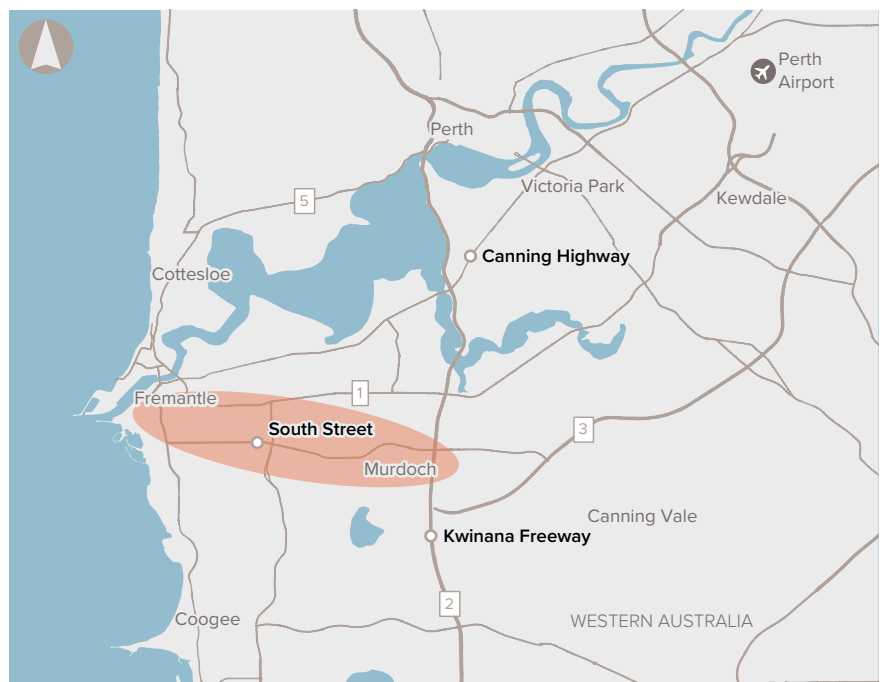 Perth
Airport
Perth
Victoria Park
Kewdale
5
Canning Highway
Cottesloe
1
Fremantle
South Street
3
Murdoch
Canning Vale
Kwinana Freeway
2
Coogee
WESTERN AUSTRALIA